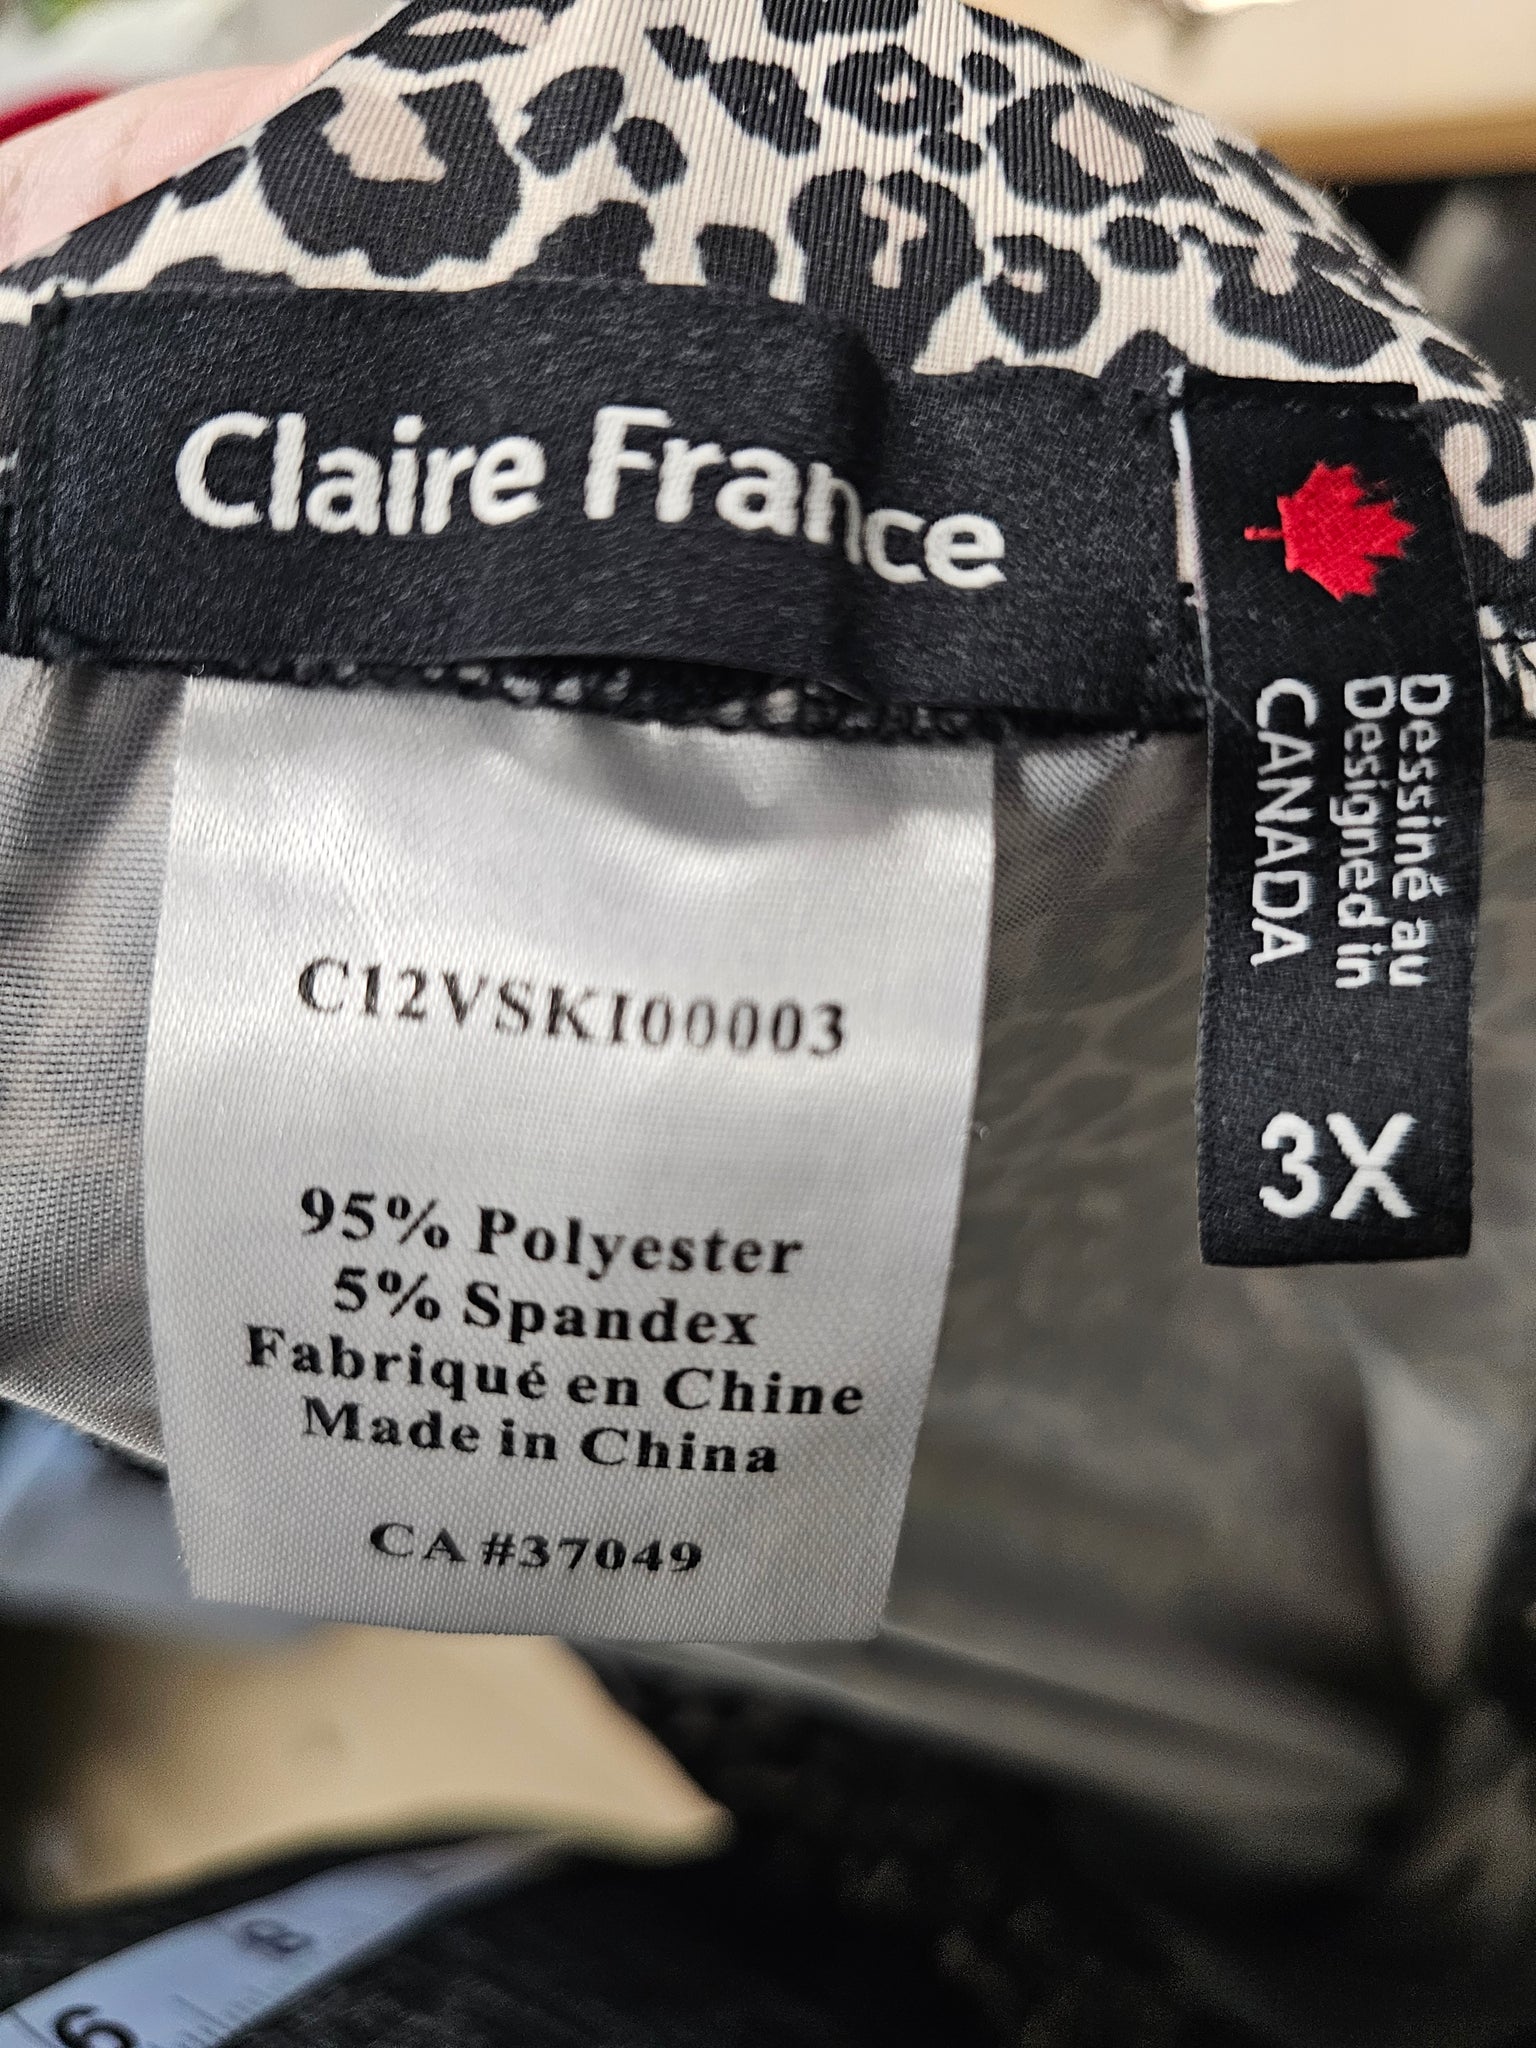 Claire France
Dessiné au
Designed in
CANADA
3X
C12VSKI00003
95% Polyester
5% Spandex
Fabriqué en Chine
Made in China
CA #37049
6